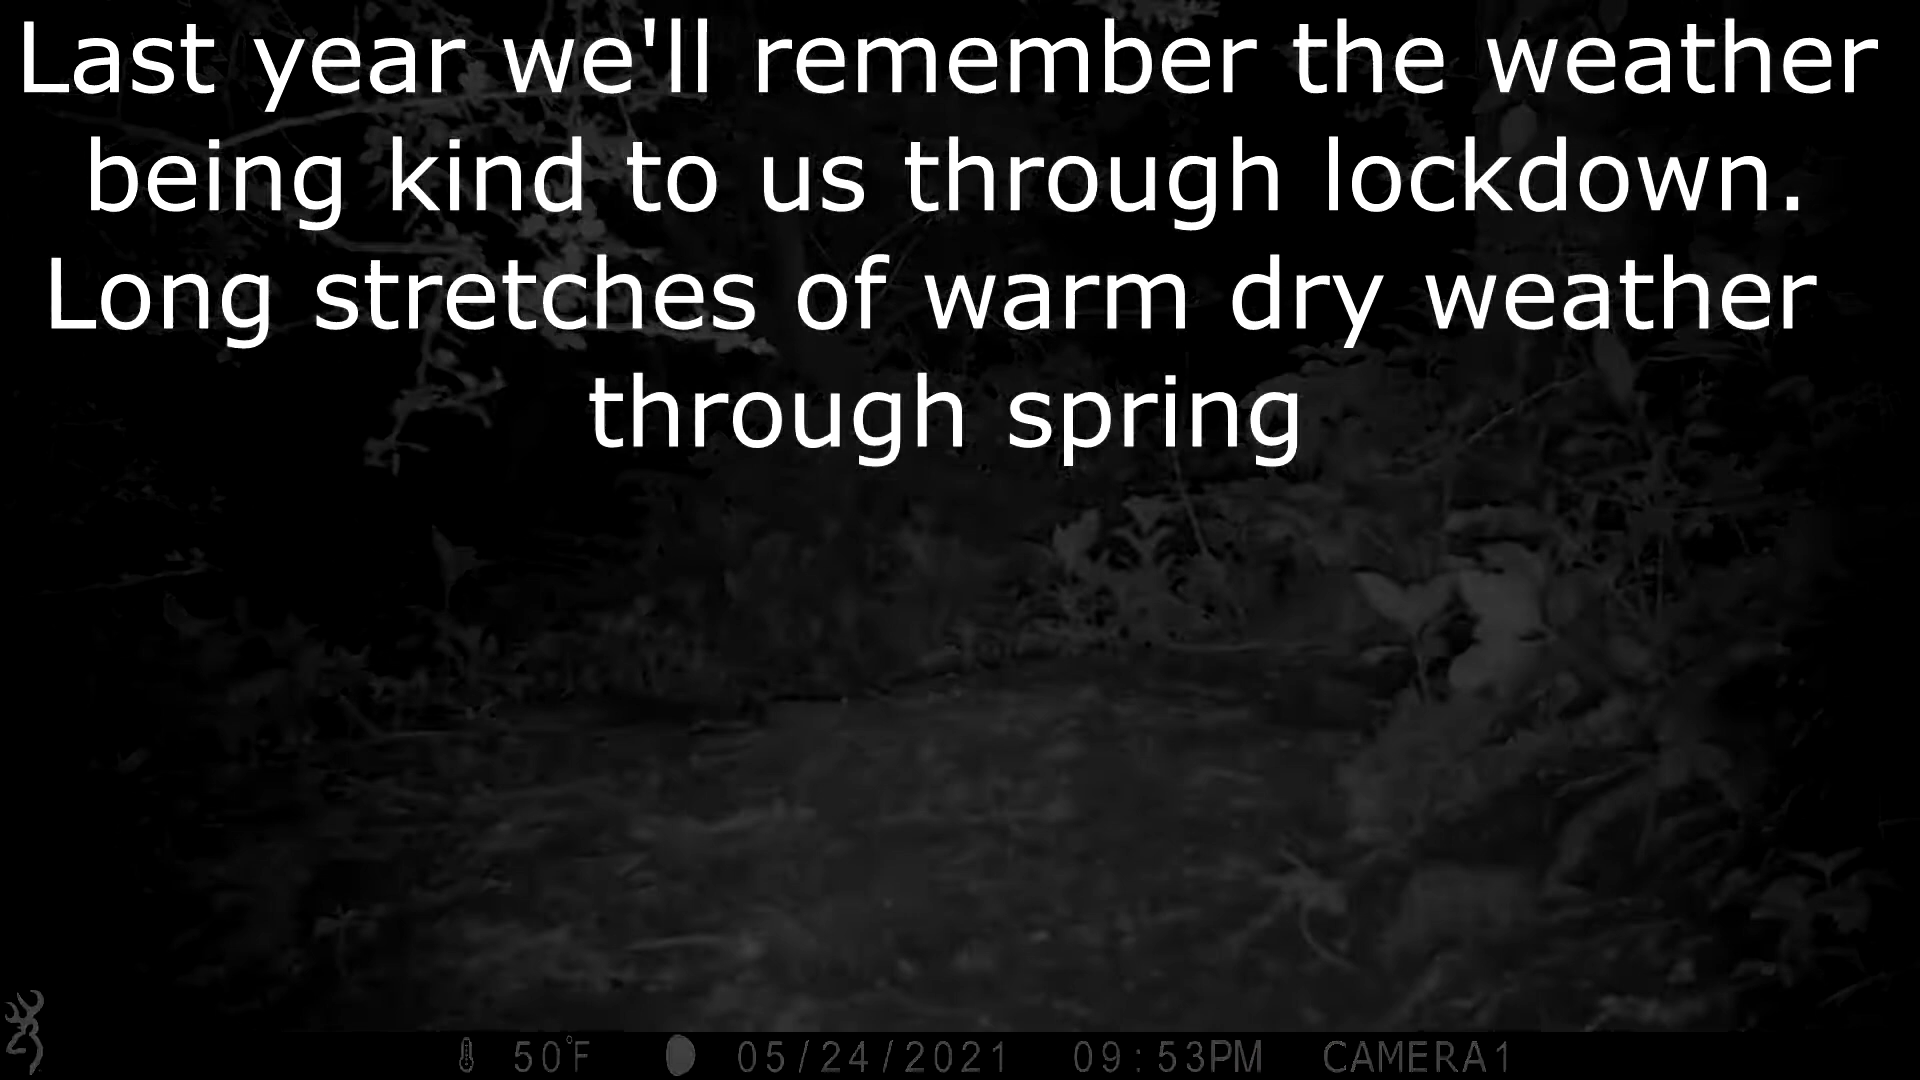 Last year we'll remember the weather
being kind to us through lockdown.
Long stretches of warm dry weather
through spring
50°F 05/24/2021 09:53PM CAMERA1